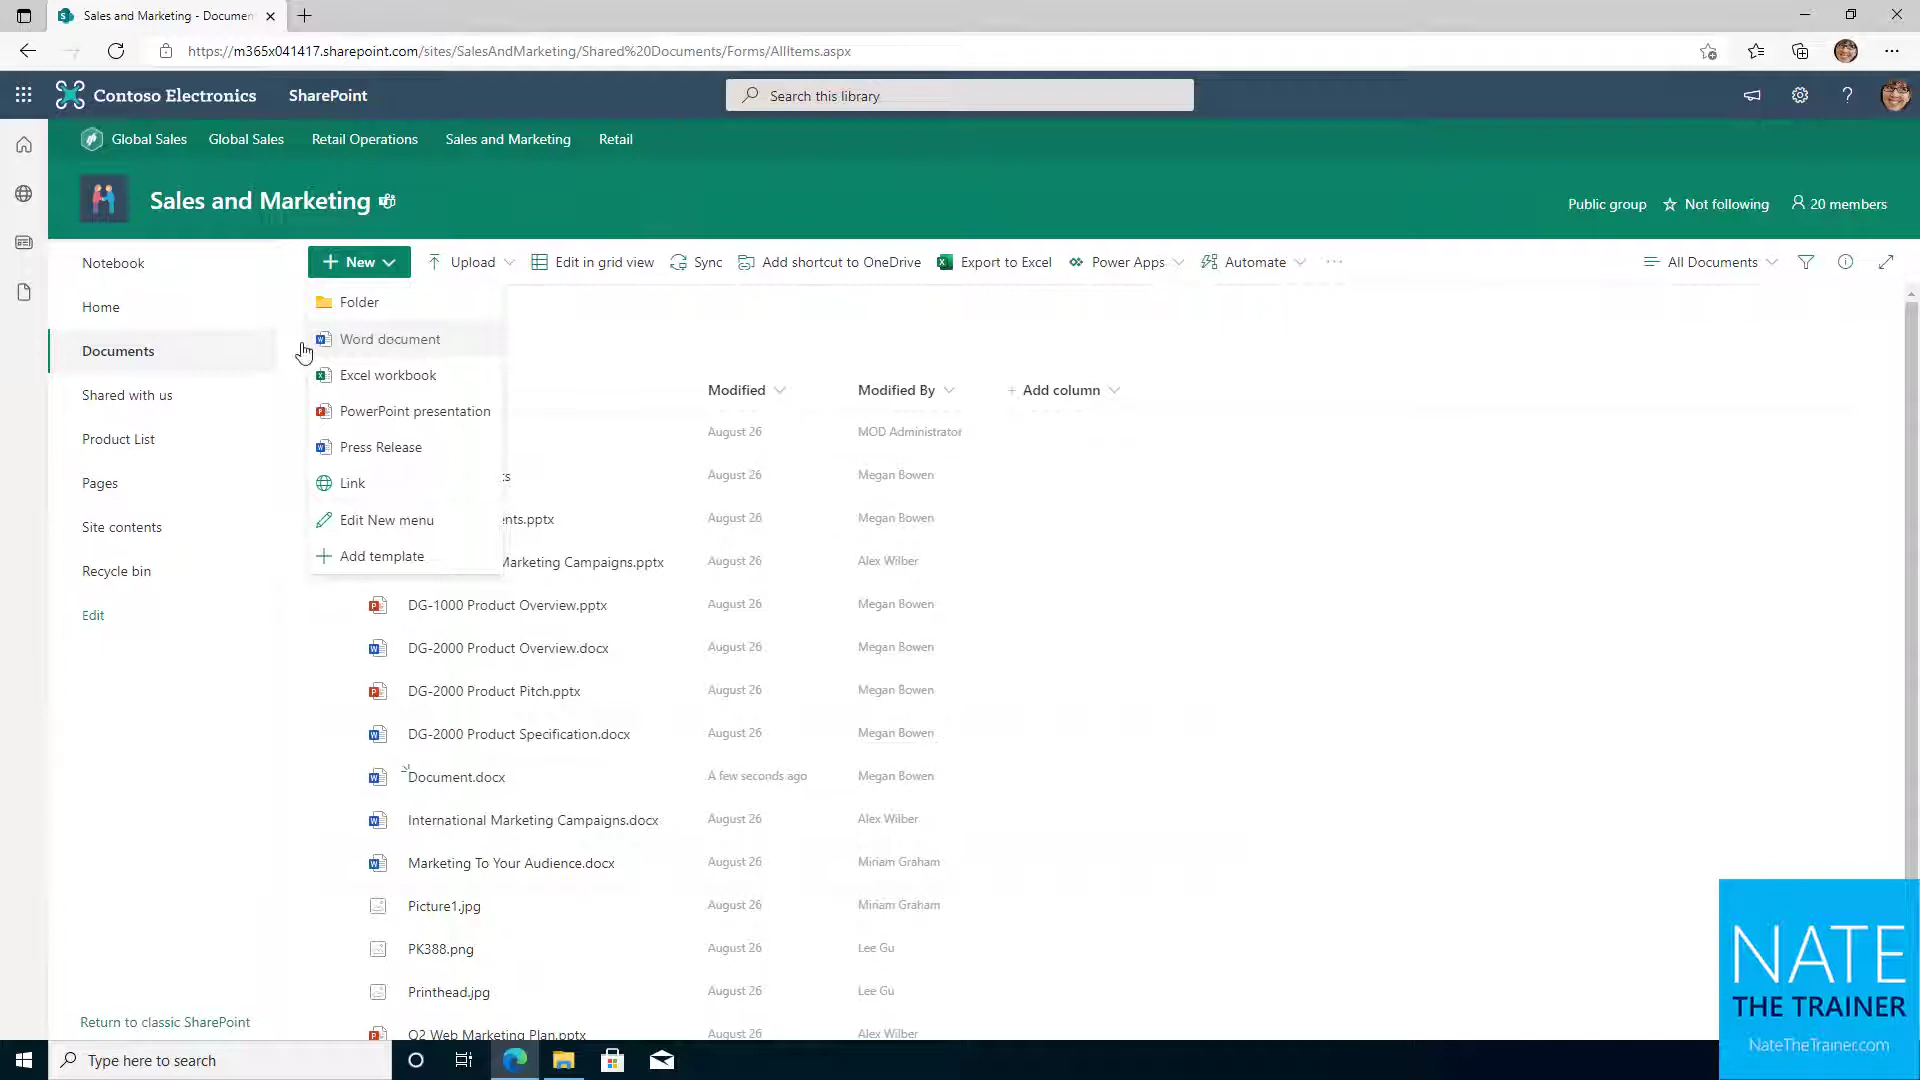 Sales and Marketing - Documen
https://m365x041417.sharepoint.com/sites/SalesAndMarketing/Shared%20Documents/Forms/AllItems.aspx
Contoso Electronics SharePoint Search this library
Global Sales Global Sales Retail Operations Sales and Marketing Retail
Sales and Marketing
Public group Not following 20 members
Notebook
Home
Documents
Shared with us
Product List
Pages
Site contents
Recycle bin
Edit
Return to classic SharePoint
New Upload Edit in grid view Sync Add shortcut to OneDrive Export to Excel Power Apps Automate ... All Documents
Folder
Word document
Excel workbook
PowerPoint presentation
Press Release
Link
Edit New menu
Add template
Modified Modified By Add column
August 26 MOD Administrator
ts August 26 Megan Bowen
ents.pptx August 26 Megan Bowen
Marketing Campaigns.pptx August 26 Alex Wilber
DG-1000 Product Overview.pptx August 26 Megan Bowen
DG-2000 Product Overview.docx August 26 Megan Bowen
DG-2000 Product Pitch.pptx August 26 Megan Bowen
DG-2000 Product Specification.docx August 26 Megan Bowen
Document.docx A few seconds ago Megan Bowen
International Marketing Campaigns.docx August 26 Alex Wilber
Marketing To Your Audience.docx August 26 Miriam Graham
Picture1.jpg August 26 Miriam Graham
PK388.png August 26 Lee Gu
Printhead.jpg August 26 Lee Gu
Q2 Web Marketing Plan.pptx August 26 Alex Wilber
NATE
THE TRAINER
NateTheTrainer.com
Type here to search